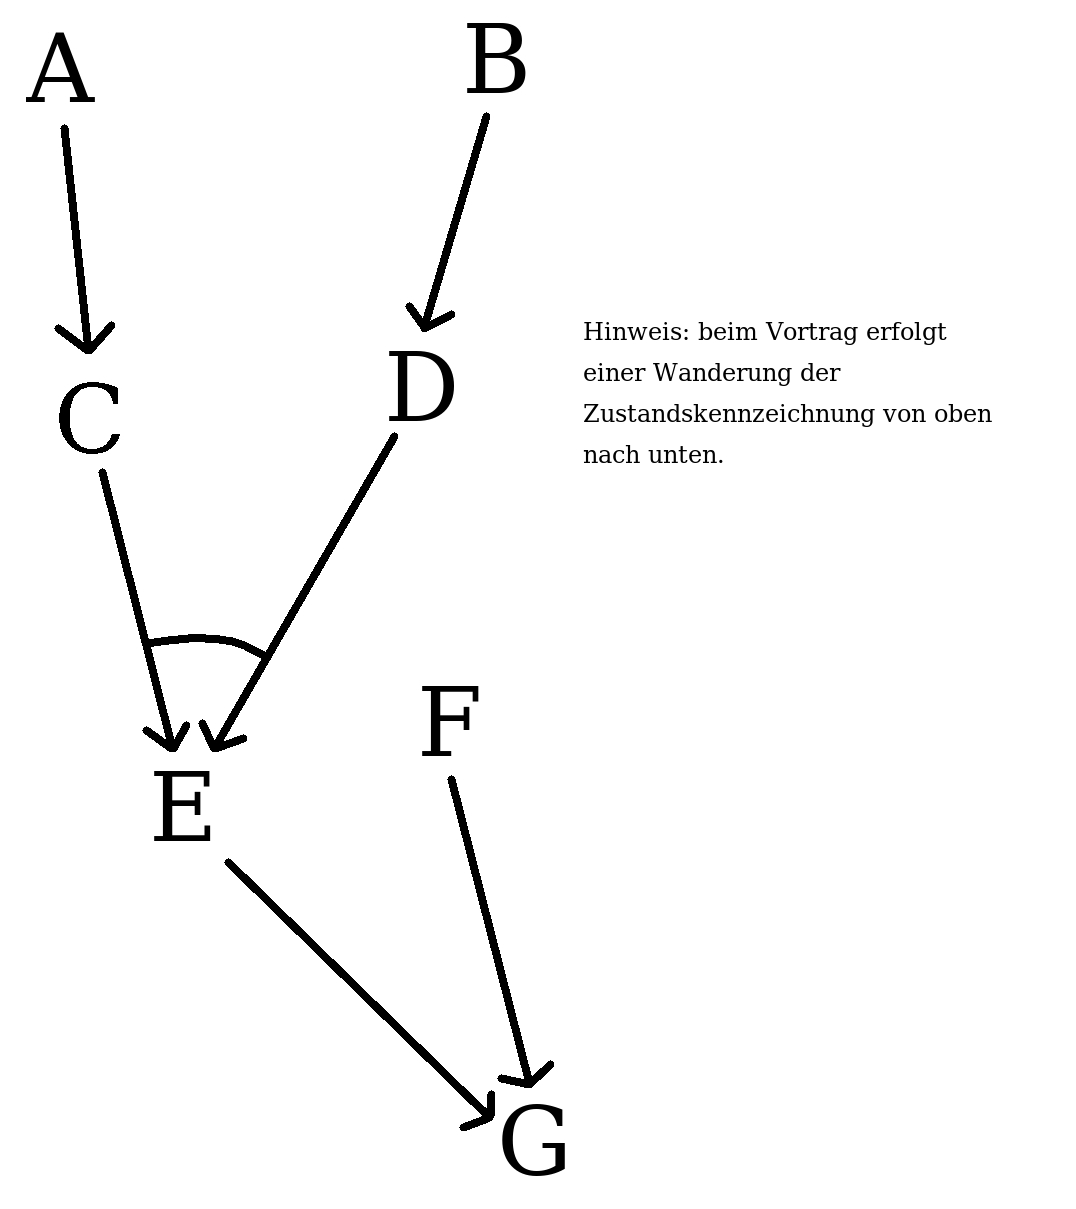 A
B
Hinweis: beim Vortrag erfolgt
einer Wanderung der
Zustandskennzeichnung von oben
nach unten.
C
D
F
E
G